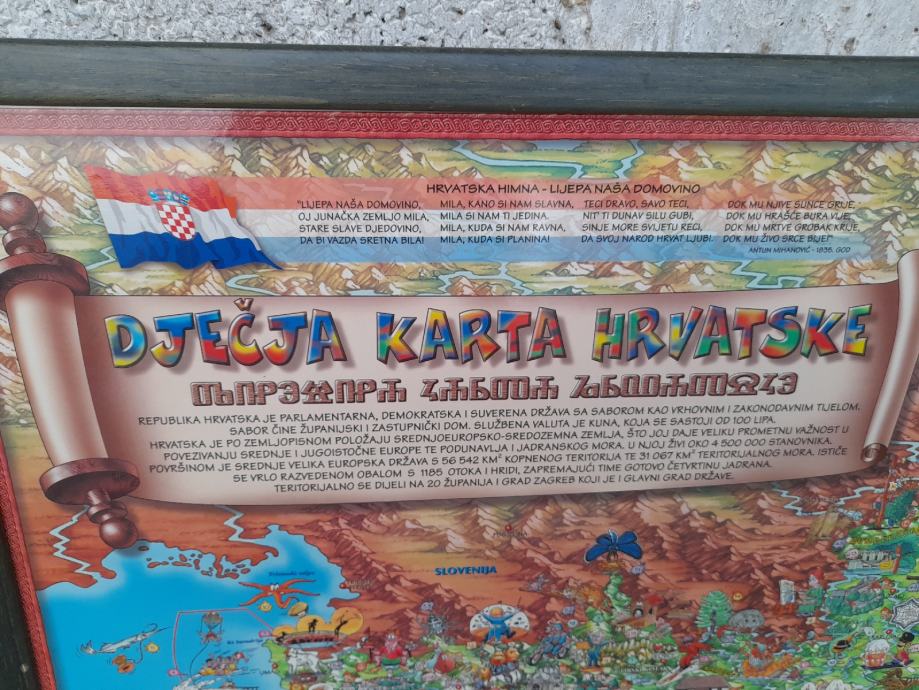 HRVATSKA HIMNA - LIJEPA NAŠA DOMOVINO
"LIJEPA NAŠA DOMOVINO,
OJ JUNAČKA ZEMLJO MILA,
STARE SLAVE DJEDOVINO,
DA BI VAZDA SRETNA BILA!
MILA, KANO SI NAM SLAVNA,
MILA SI NAM TI JEDINA.
MILA, KUDA SI NAM RAVNA,
MILA, KUDA SI PLANINA!
TECI DRAVO, SAVO TECI,
NIT' TI DUNAV SILU GUBI,
SINJE MORE SVIJETU RECI,
DA SVOJ NAROD HRVAT LJUBI.
DOK MU NJIVE SUNCE GRIJE,
DOK MU HRAŠĆE BURA VIJE,
DOK MU MRTVE GROBAK KRIJE,
DOK MU ŽIVO SRCE BIJE!"
ANTUN MIHANOVIĆ - 1835. GOD
DJEČJA KARTA HRVATSKE
REPUBLIKA HRVATSKA JE PARLAMENTARNA, DEMOKRATSKA I SUVERENA DRŽAVA SA SABOROM KAO VRHOVNIM I ZAKONODAVNIM TIJELOM.
SABOR ČINE ŽUPANIJSKI I ZASTUPNIČKI DOM. SLUŽBENA VALUTA JE KUNA, KOJA SE SASTOJI OD 100 LIPA.
HRVATSKA JE PO ZEMLJOPISNOM POLOŽAJU SREDNJOEUROPSKO-SREDOZEMNA ZEMLJA, ŠTO JOJ DAJE VELIKU PROMETNU VAŽNOST U
POVEZIVANJU SREDNJE I JUGOISTOČNE EUROPE TE PODUNAVLJA I JADRANSKOG MORA. U NJOJ ŽIVI OKO 4 500 000 STANOVNIKA.
POVRŠINOM JE SREDNJE VELIKA EUROPSKA DRŽAVA S 56 542 KM² KOPNENOG TERITORIJA TE 31 067 KM² TERITORIJALNOG MORA. ISTIČE
SE VRLO RAZVEDENOM OBALOM S 1185 OTOKA I HRIDI, ZAPREMAJUĆI TIME GOTOVO ČETVRTINU JADRANA.
TERITORIJALNO SE DIJELI NA 20 ŽUPANIJA I GRAD ZAGREB KOJI JE I GLAVNI GRAD DRŽAVE.
SLOVENIJA